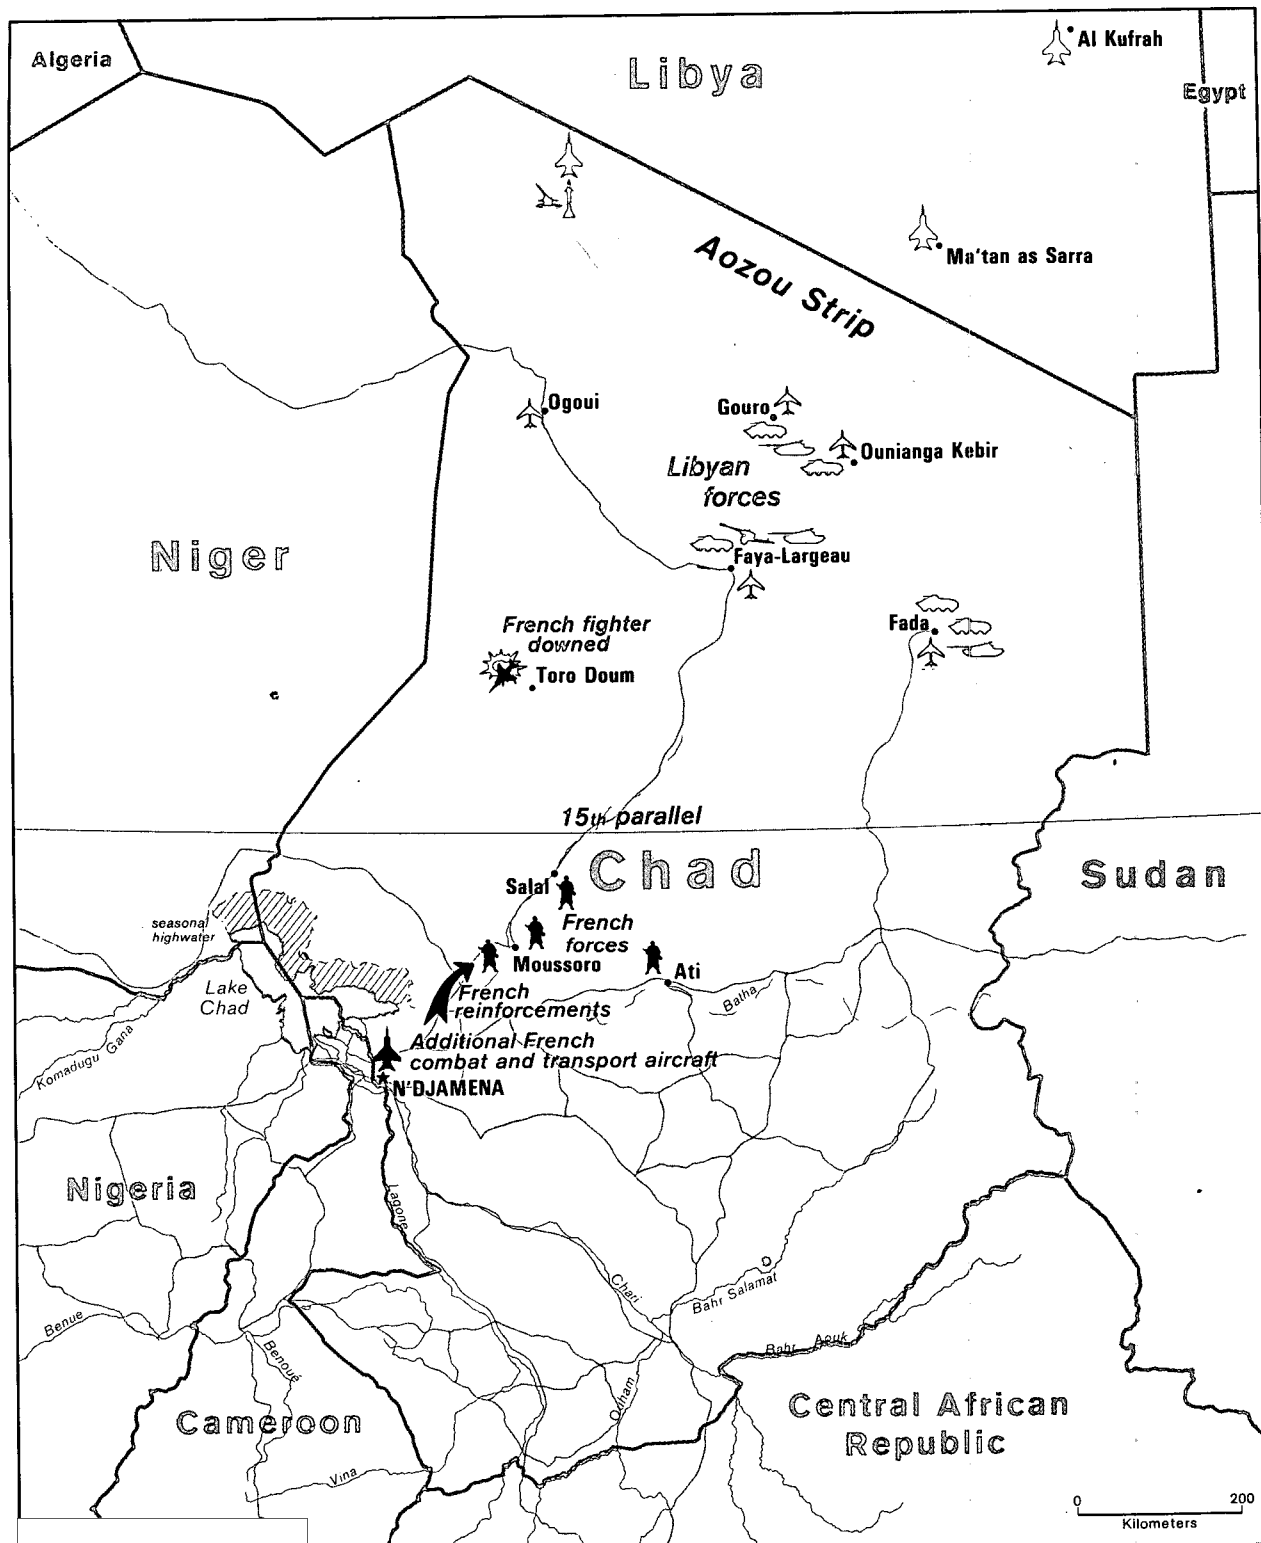 Al Kufrah
Algeria
Libya
Egypt
Aozou Strip
Ma'tan as Sarra
Ogoui
Gouro
Ounianga Kebir
Libyan
forces
Niger
Faya-Largeau
French fighter
downed
Fada
Toro Doum
15th parallel
Chad
Sudan
Salal
seasonal
highwater
French
forces
Moussoro
Ati
Lake
Chad
French
reinforcements
Batha
Komadugu Gana
Additional French
combat and transport aircraft
N'DJAMENA
Nigeria
Logone
Chari
Bahr Salamat
Benue
Bahr Aouk
Benoué
Ouham
Cameroon
Central African
Republic
Vina
0 200
Kilometers